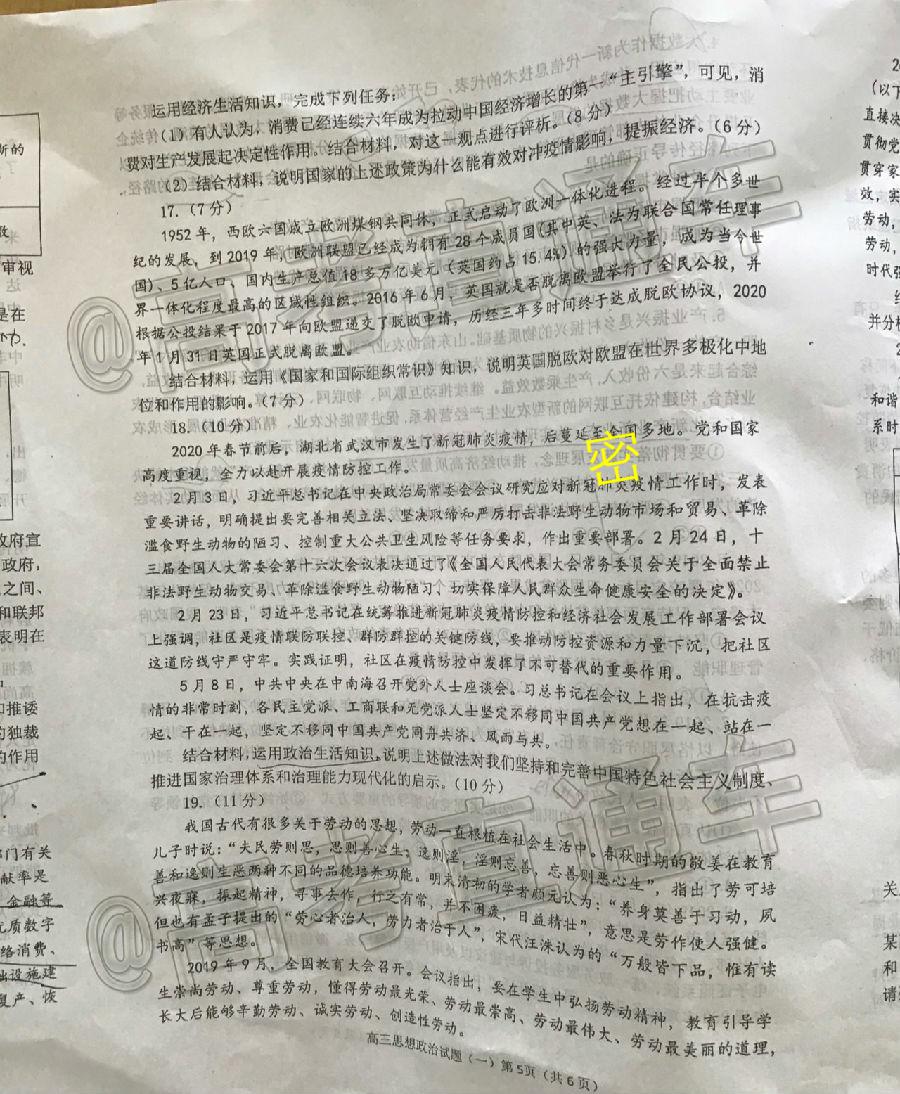 运用经济生活知识，完成下列任务：
（1）有人认为，消费已经连续六年成为拉动中国经济增长的第一“主引擎”，可见，消
费对生产发展起决定性作用。结合材料，对这一观点进行评析。（8分）
（2）结合材料，说明国家的上述政策为什么能有效对冲疫情影响，提振经济。（6分）
17.（7分）
1952年，西欧六国成立欧洲煤钢共同体，正式启动了欧洲一体化进程。经过半个多世
纪的发展，到2019年，欧洲联盟已经成为拥有28个成员国（其中英、法为联合国常任理事
国）、5亿人口、国内生产总值18多万亿美元（英国约占15.4%）的强大力量，成为当今世
界一体化程度最高的区域性组织。2016年6月，英国就是否脱离欧盟举行了全民公投，并
根据公投结果于2017年向欧盟递交了脱欧申请，历经三年多时间终于达成脱欧协议，2020
年1月31日英国正式脱离欧盟。
结合材料，运用《国家和国际组织常识》知识，说明英国脱欧对欧盟在世界多极化中地
位和作用的影响。（7分）
18.（10分）
2020年春节前后，湖北省武汉市发生了新冠肺炎疫情，后蔓延至全国多地。党和国家
高度重视，全力以赴开展疫情防控工作。
2月3日，习近平总书记在中央政治局常委会会议研究应对新冠肺炎疫情工作时，发表
重要讲话，明确提出要完善相关立法、坚决取缔和严厉打击非法野生动物市场和贸易、革除
滥食野生动物的陋习、控制重大公共卫生风险等任务要求，作出重要部署。2月24日，十
三届全国人大常委会第十六次会议表决通过了《全国人民代表大会常务委员会关于全面禁止
非法野生动物交易、革除滥食野生动物陋习、切实保障人民群众生命健康安全的决定》。
2月23日，习近平总书记在统筹推进新冠肺炎疫情防控和经济社会发展工作部署会议
上强调，社区是疫情联防联控、群防群控的关键防线，要推动防控资源和力量下沉，把社区
这道防线守严守牢。实践证明，社区在疫情防控中发挥了不可替代的重要作用。
5月8日，中共中央在中南海召开党外人士座谈会。习总书记在会议上指出，在抗击疫
情的非常时刻，各民主党派、工商联和无党派人士坚定不移同中国共产党想在一起、站在一
起、干在一起，坚定不移同中国共产党同舟共济、风雨与共。
结合材料，运用政治生活知识，说明上述做法对我们坚持和完善中国特色社会主义制度、
推进国家治理体系和治理能力现代化的启示。（10分）
19.（11分）
我国古代有很多关于劳动的思想，劳动一直根植在社会生活中。春秋时期的敬姜在教育
儿子时说：“夫民劳则思，思则善心生；逸则淫，淫则忘善，忘善则恶心生”，指出了劳可培
善和逸则生恶两种不同的品德培养功能。明末清初的学者颜元认为：“养身莫善于习动，夙
兴夜寐，振起精神，寻事去作，行之有常，并不困疲，日益精壮”，意思是劳作使人强健。
但也有孟子提出的“劳心者治人，劳力者治于人”，宋代汪洙认为的“万般皆下品，惟有读
书高”等思想。
2019年9月，全国教育大会召开。会议指出，要在学生中弘扬劳动精神，教育引导学
生崇尚劳动、尊重劳动，懂得劳动最光荣、劳动最崇高、劳动最伟大、劳动最美丽的道理，
长大后能够辛勤劳动、诚实劳动、创造性劳动。
高三思想政治试题（一）第5页（共6页）
密
@高考直通车
@高考直通车